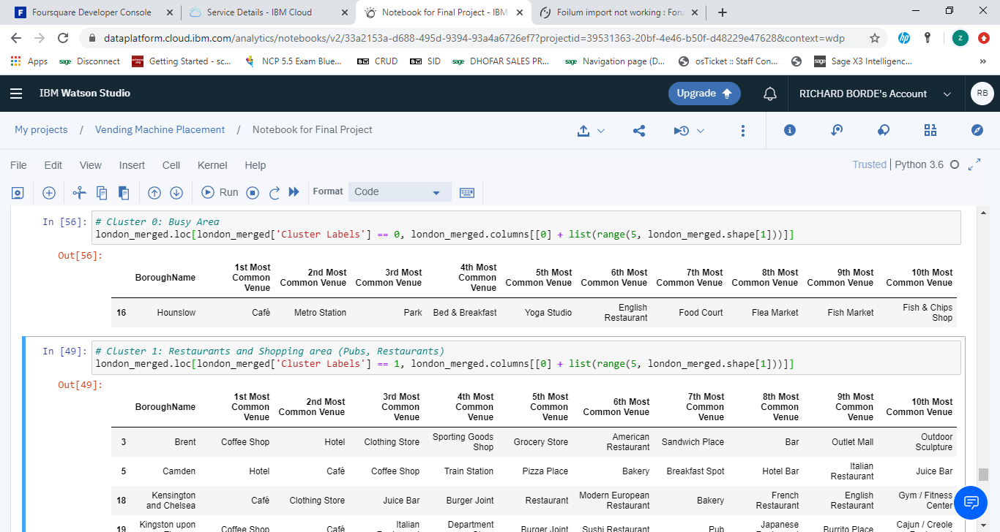 Foursquare Developer Console
Service Details - IBM Cloud
Notebook for Final Project - IBM
Foilum import not working : Foru
dataplatform.cloud.ibm.com/analytics/notebooks/v2/33a2153a-d688-495d-9394-93a4a6726ef7?projectid=39531363-20bf-4e46-b50f-d48229e47628&context=wdp
Apps sage Disconnect Getting Started - sc... NCP 5.5 Exam Blue... CRUD SID sage DHOFAR SALES PR... sage Navigation page (D... osTicket :: Staff Con... sage Sage X3 Intelligenc... »
IBM Watson Studio Upgrade RICHARD BORDE's Account RB
My projects / Vending Machine Placement / Notebook for Final Project
File Edit View Insert Cell Kernel Help Trusted | Python 3.6
Run Format Code
In [56]: # Cluster 0: Busy Area
london_merged.loc[london_merged['Cluster Labels'] == 0, london_merged.columns[[0] + list(range(5, london_merged.shape[1]))]]
Out[56]:
BoroughName 1st Most Common Venue 2nd Most Common Venue 3rd Most Common Venue 4th Most Common Venue 5th Most Common Venue 6th Most Common Venue 7th Most Common Venue 8th Most Common Venue 9th Most Common Venue 10th Most Common Venue
16 Hounslow Café Metro Station Park Bed & Breakfast Yoga Studio English Restaurant Food Court Flea Market Fish Market Fish & Chips Shop
In [49]: # Cluster 1: Restaurants and Shopping area (Pubs, Restaurants)
london_merged.loc[london_merged['Cluster Labels'] == 1, london_merged.columns[[0] + list(range(5, london_merged.shape[1]))]]
Out[49]:
BoroughName 1st Most Common Venue 2nd Most Common Venue 3rd Most Common Venue 4th Most Common Venue 5th Most Common Venue 6th Most Common Venue 7th Most Common Venue 8th Most Common Venue 9th Most Common Venue 10th Most Common Venue
3 Brent Coffee Shop Hotel Clothing Store Sporting Goods Shop Grocery Store American Restaurant Sandwich Place Bar Outlet Mall Outdoor Sculpture
5 Camden Hotel Café Coffee Shop Train Station Pizza Place Bakery Breakfast Spot Hotel Bar Italian Restaurant Juice Bar
18 Kensington and Chelsea Café Clothing Store Juice Bar Burger Joint Restaurant Modern European Restaurant Bakery French Restaurant English Restaurant Gym / Fitness Center
19 Kingston upon Coffee Shop Café Italian Department Burger Joint Sushi Restaurant Pub Japanese Burrito Place Cajun / Creole